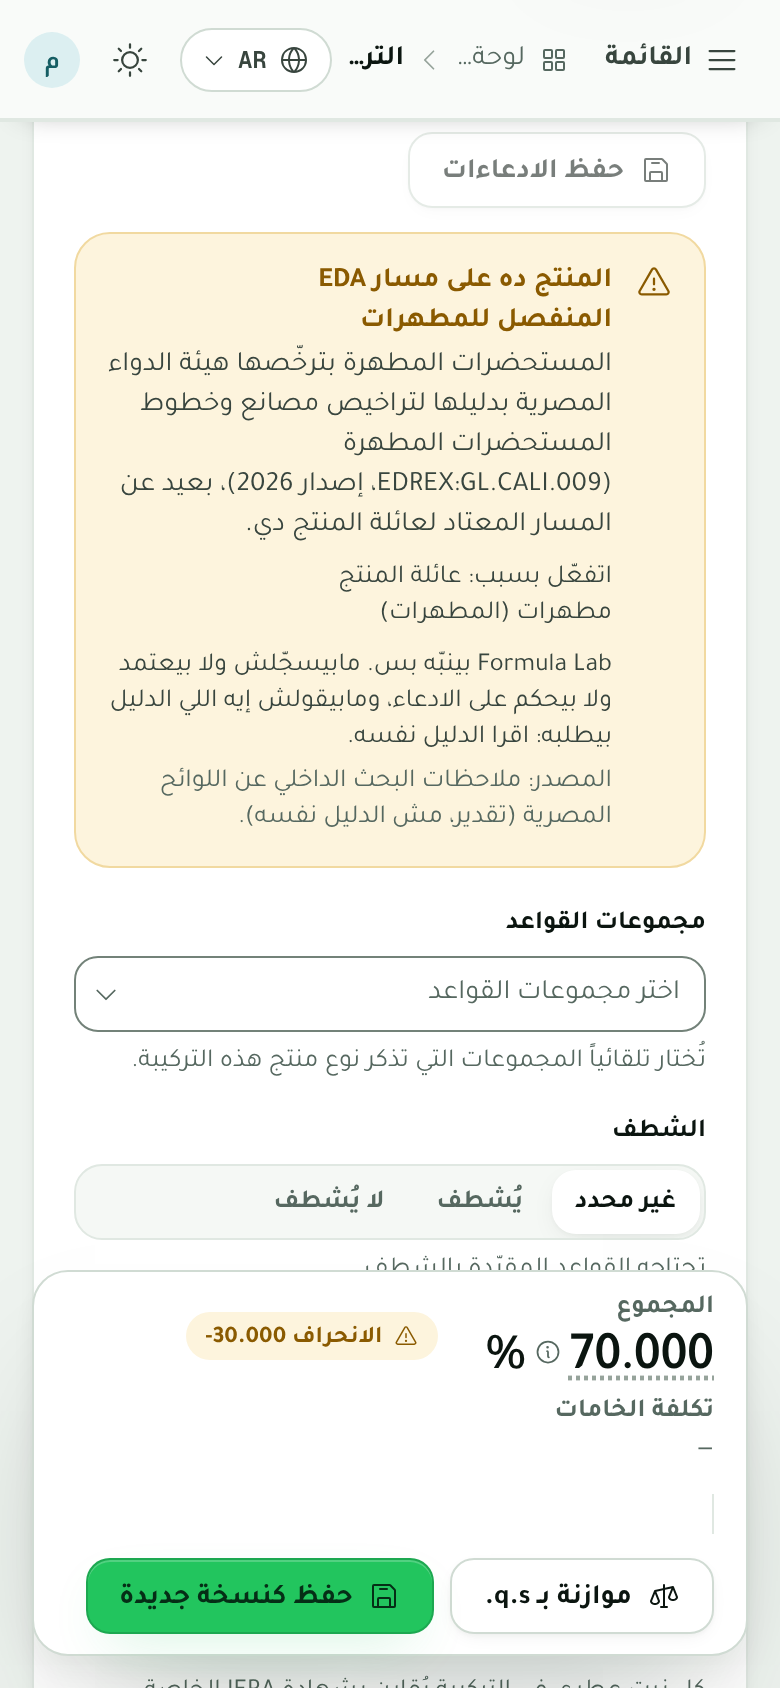 القائمة
لوحة...
التر...
AR
م
حفظ الادعاءات
المنتج ده على مسار EDA
المنفصل للمطهرات
المستحضرات المطهرة بترخّصها هيئة الدواء
المصرية بدليلها لتراخيص مصانع وخطوط
المستحضرات المطهرة
(EDREX:GL.CALI.009، إصدار 2026)، بعيد عن
المسار المعتاد لعائلة المنتج دي.
اتفعّل بسبب: عائلة المنتج
مطهرات (المطهرات)
Formula Lab بينبّه بس. مابيسجّلش ولا بيعتمد
ولا بيحكم على الادعاء، ومابيقولش إيه اللي الدليل
بيطلبه: اقرا الدليل نفسه.
المصدر: ملاحظات البحث الداخلي عن اللوائح
المصرية (تقدير، مش الدليل نفسه).
مجموعات القواعد
اختر مجموعات القواعد
تُختار تلقائياً المجموعات التي تذكر نوع منتج هذه التركيبة.
الشطف
غير محدد
يُشطف
لا يُشطف
تحتاجه القواعد المقيّدة بالشطف
المجموع
70.000 %
الانحراف 30.000-
تكلفة الخامات
—
موازنة بـ q.s.
حفظ كنسخة جديدة